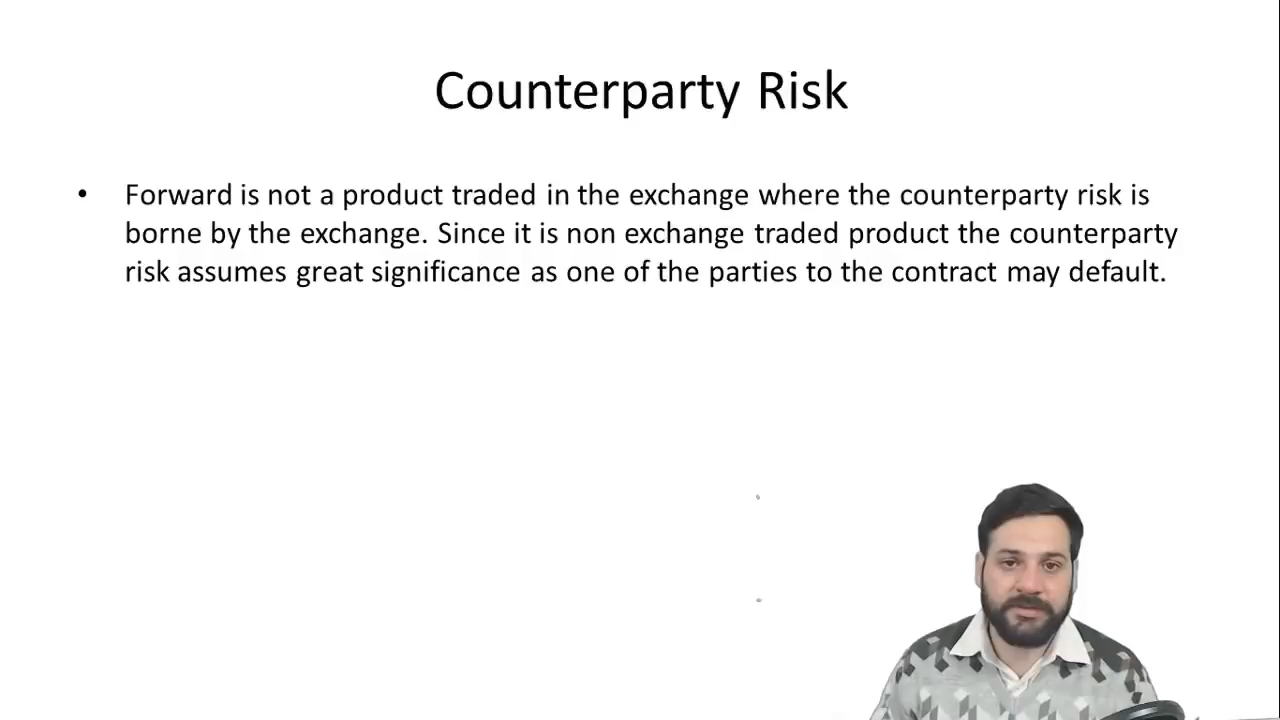 Counterparty Risk
• Forward is not a product traded in the exchange where the counterparty risk is
borne by the exchange. Since it is non exchange traded product the counterparty
risk assumes great significance as one of the parties to the contract may default.